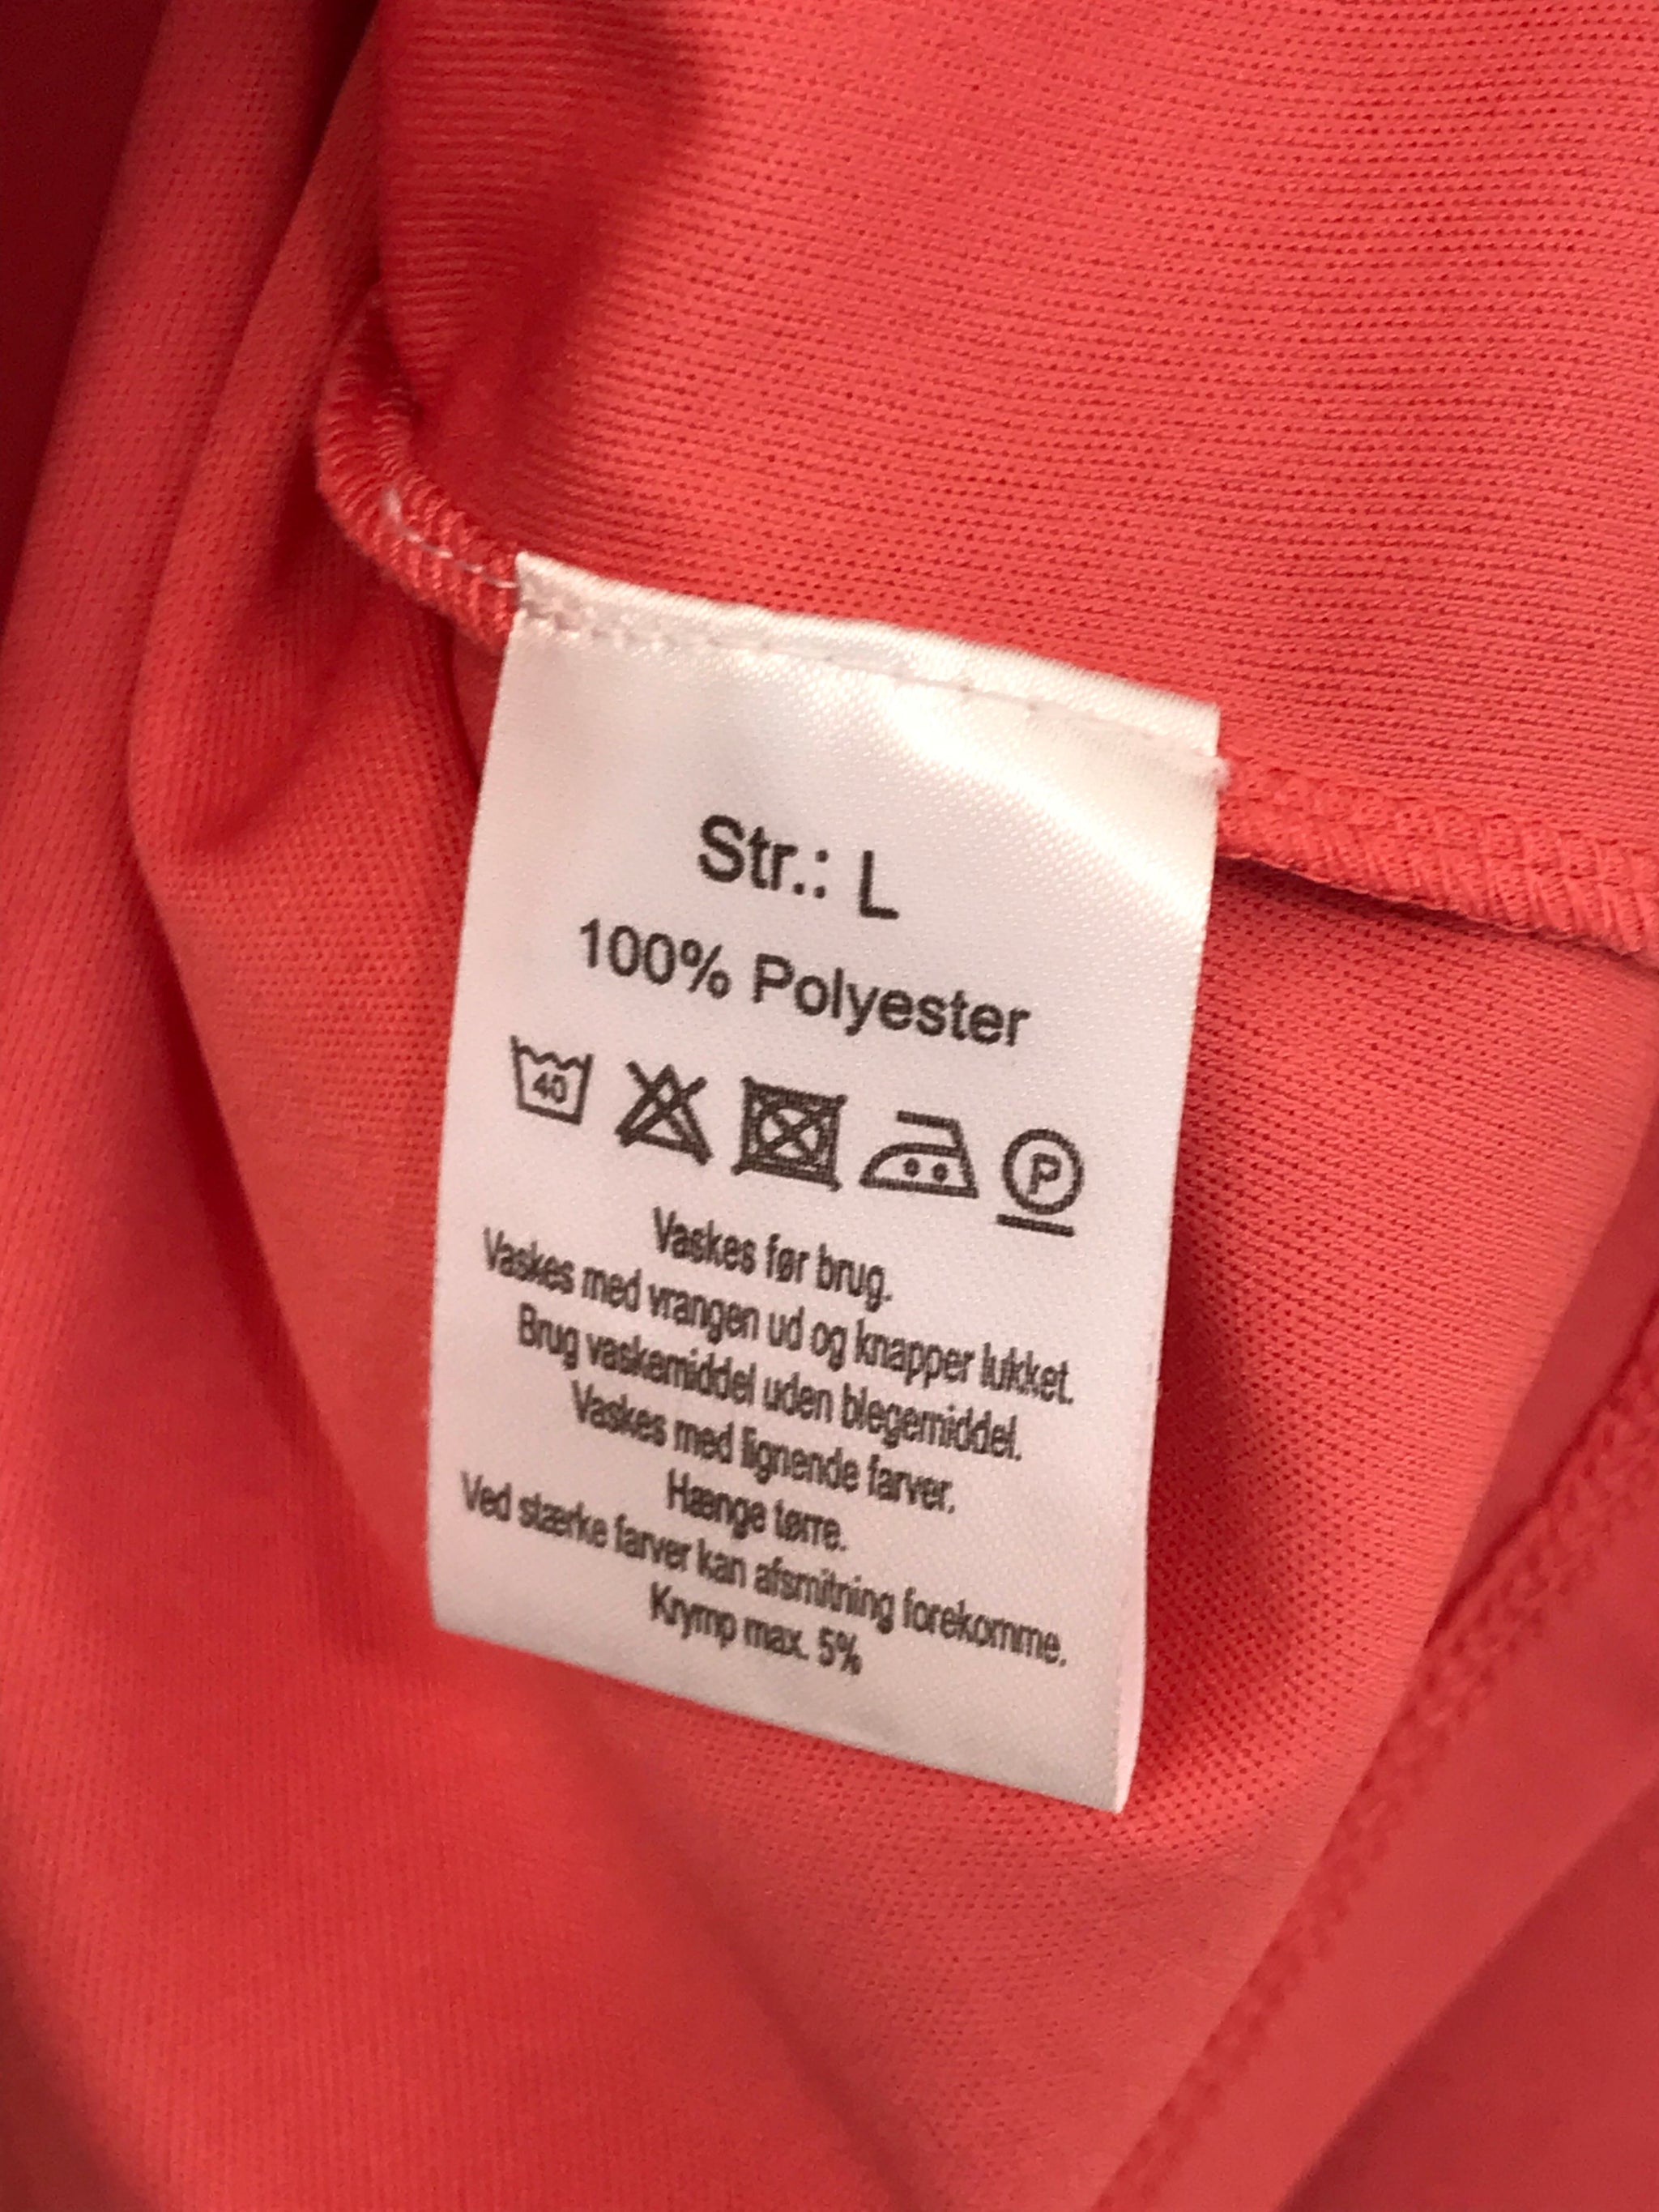 Str.: L
100% Polyester
40 P
Vaskes før brug.
Vaskes med vrangen ud og knapper lukket.
Brug vaskemiddel uden blegemiddel.
Vaskes med lignende farver.
Hænge tørre.
Ved stærke farver kan afsmitning forekomme.
Krymp max. 5%